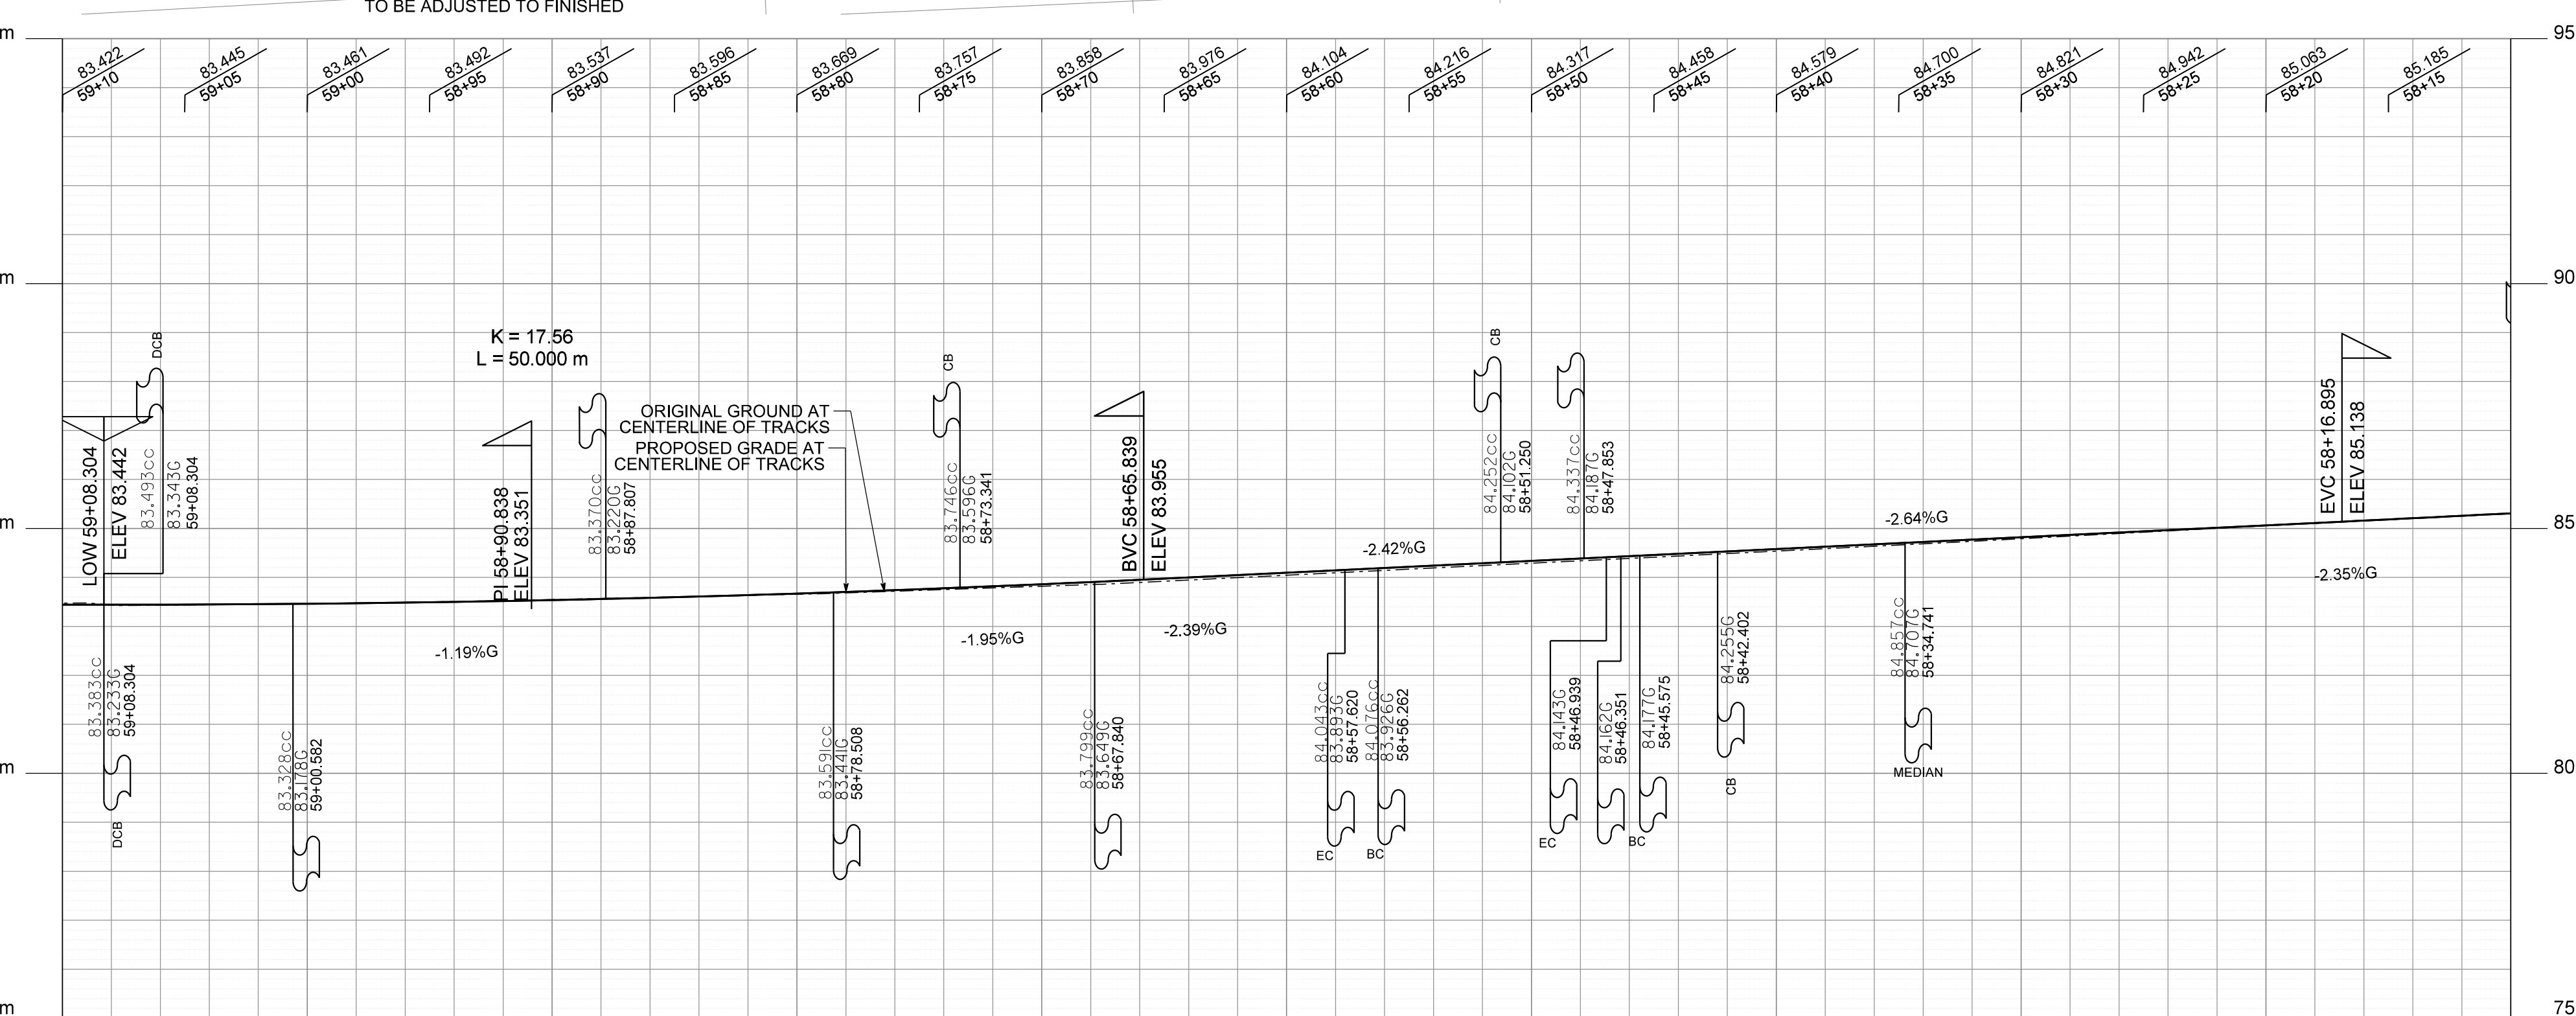 TO BE ADJUSTED TO FINISHED
m
95
83.422
59+10
83.445
59+05
83.461
59+00
83.492
58+95
83.537
58+90
83.596
58+85
83.669
58+80
83.757
58+75
83.858
58+70
83.976
58+65
84.104
58+60
84.216
58+55
84.317
58+50
84.458
58+45
84.579
58+40
84.700
58+35
84.821
58+30
84.942
58+25
85.063
58+20
85.185
58+15
m
90
DCB
LOW 59+08.304
ELEV 83.442
83.493CC
83.343G
59+08.304
K = 17.56
L = 50.000 m
PI 58+90.838
ELEV 83.351
83.370CC
83.220G
58+87.807
ORIGINAL GROUND AT
CENTERLINE OF TRACKS
PROPOSED GRADE AT
CENTERLINE OF TRACKS
CB
83.746CC
83.596G
58+73.341
BVC 58+65.839
ELEV 83.955
CB
84.252CC
84.102G
58+51.250
84.337CC
84.187G
58+47.853
EVC 58+16.895
ELEV 85.138
m
85
-2.42%G
-2.64%G
-2.35%G
-1.19%G
-1.95%G
-2.39%G
83.383CC
83.233G
59+08.304
DCB
83.328CC
83.178G
59+00.582
83.591CC
83.441G
58+78.508
83.799CC
83.649G
58+67.840
84.043CC
83.893G
58+57.620
EC
84.076CC
83.926G
58+56.262
BC
84.143G
58+46.939
EC
84.162G
58+46.351
84.177G
58+45.575
BC
84.255G
58+42.402
CB
84.857CC
84.707G
58+34.741
MEDIAN
m
80
m
75